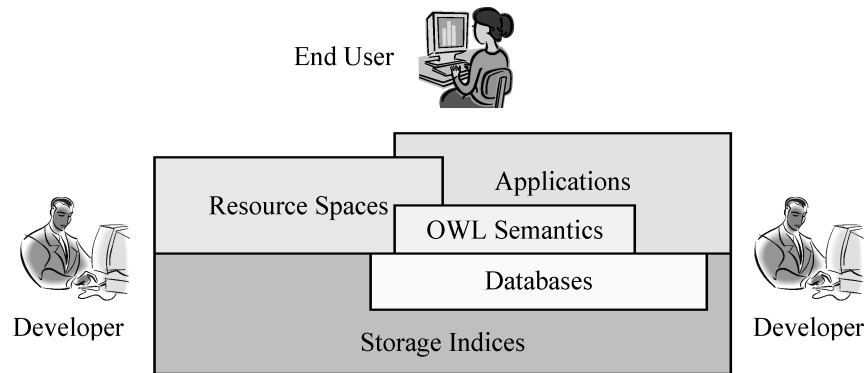 End User
Applications
Resource Spaces
OWL Semantics
Databases
Developer
Developer
Storage Indices